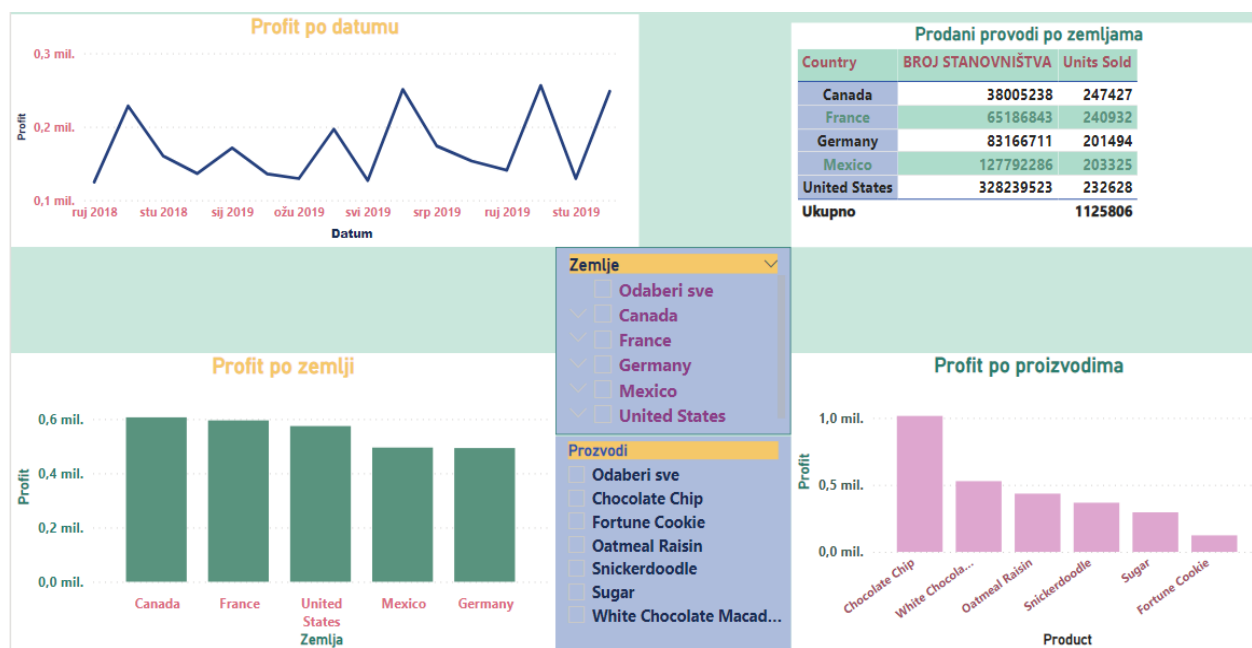 Profit po datumu
0,3 mil.
0,2 mil.
0,1 mil.
Profit
ruj 2018 stu 2018 sij 2019 ožu 2019 svi 2019 srp 2019 ruj 2019 stu 2019
Datum
Prodani provodi po zemljama
Country BROJ STANOVNIŠTVA Units Sold
Canada 38005238 247427
France 65186843 240932
Germany 83166711 201494
Mexico 127792286 203325
United States 328239523 232628
Ukupno 1125806
Zemlje
Odaberi sve
Canada
France
Germany
Mexico
United States
Prozvodi
Odaberi sve
Chocolate Chip
Fortune Cookie
Oatmeal Raisin
Snickerdoodle
Sugar
White Chocolate Macad...
Profit po zemlji
0,6 mil.
0,4 mil.
0,2 mil.
0,0 mil.
Profit
Canada France United States Mexico Germany
Zemlja
Profit po proizvodima
1,0 mil.
0,5 mil.
0,0 mil.
Profit
Chocolate Chip
White Chocola...
Oatmeal Raisin
Snickerdoodle
Sugar
Fortune Cookie
Product